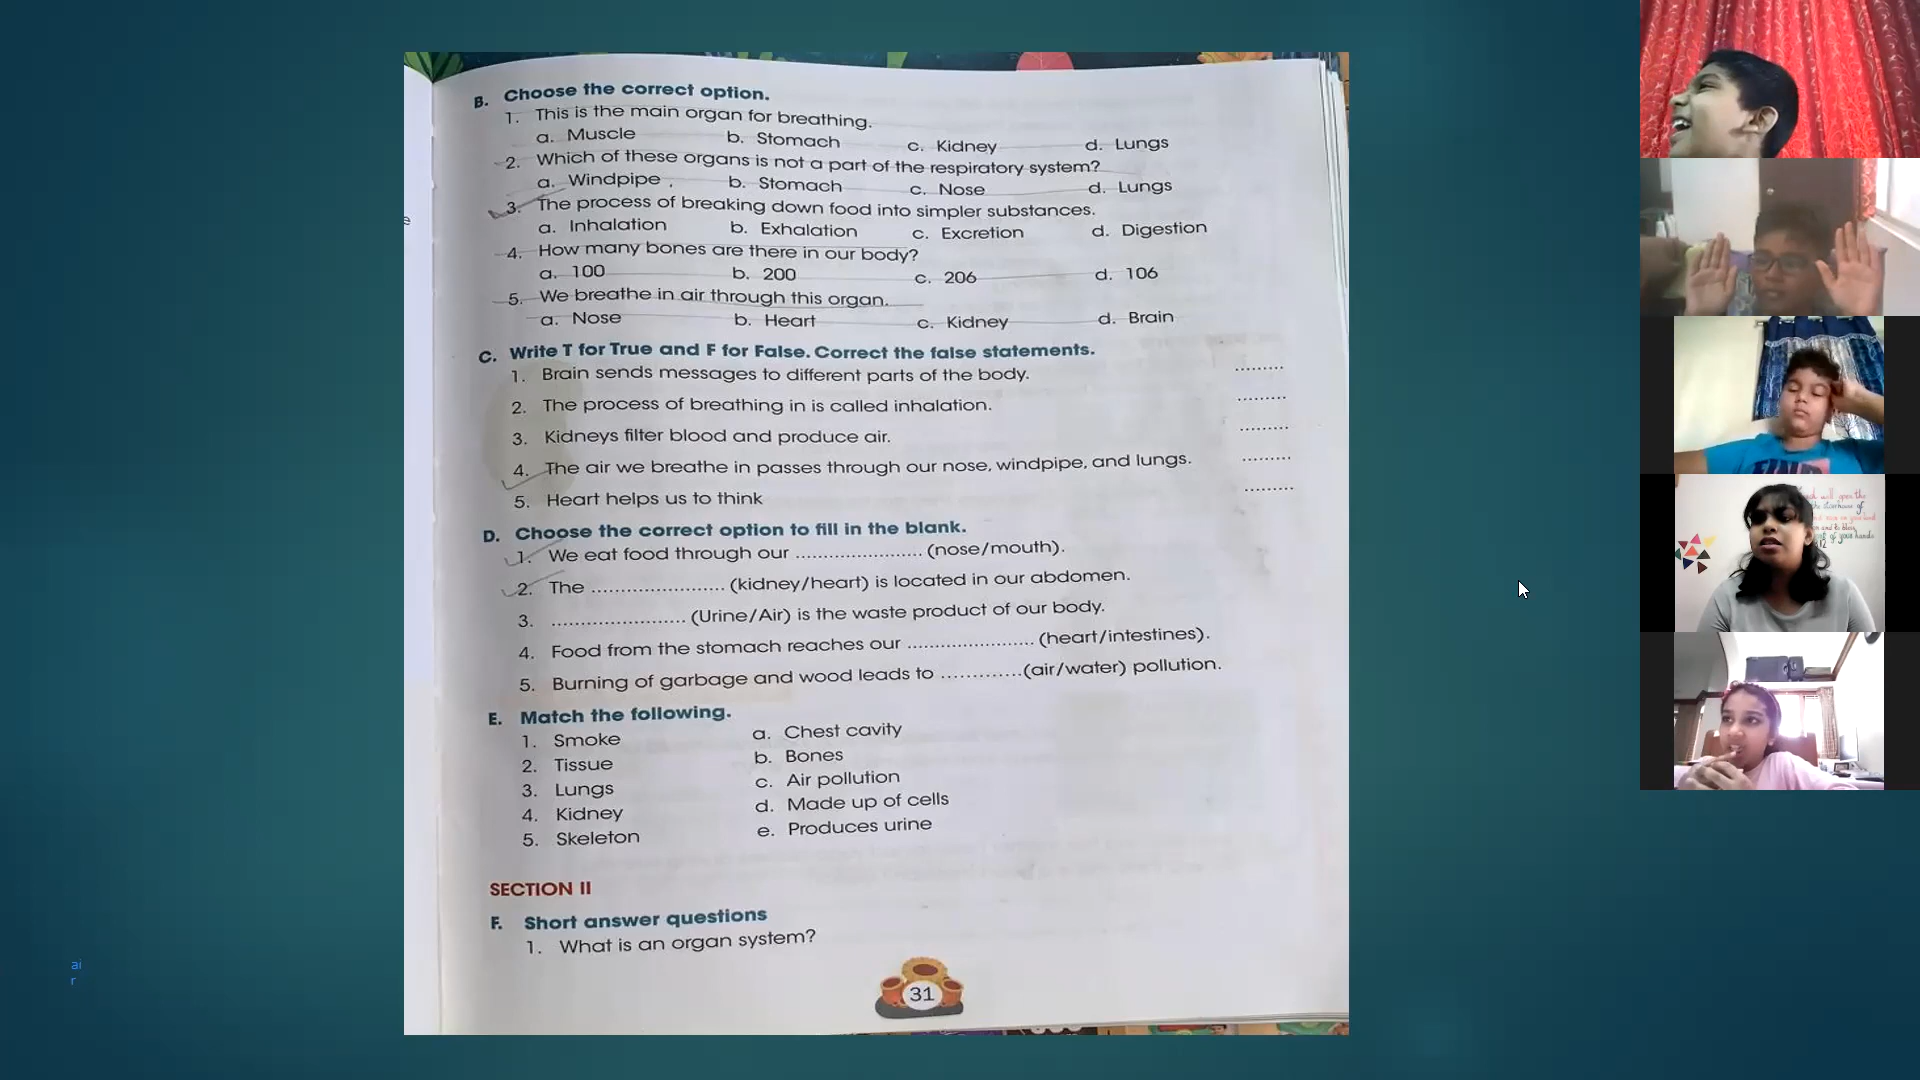 B. Choose the correct option.
1. This is the main organ for breathing.
a. Muscle b. Stomach c. Kidney d. Lungs
2. Which of these organs is not a part of the respiratory system?
a. Windpipe b. Stomach c. Nose d. Lungs
3. The process of breaking down food into simpler substances.
a. Inhalation b. Exhalation c. Excretion d. Digestion
4. How many bones are there in our body?
a. 100 b. 200 c. 206 d. 106
5. We breathe in air through this organ.
a. Nose b. Heart c. Kidney d. Brain
C. Write T for True and F for False. Correct the false statements.
1. Brain sends messages to different parts of the body. .........
2. The process of breathing in is called inhalation. .........
3. Kidneys filter blood and produce air. .........
4. The air we breathe in passes through our nose, windpipe, and lungs. .........
5. Heart helps us to think .........
D. Choose the correct option to fill in the blank.
1. We eat food through our ....................... (nose/mouth).
2. The ........................ (kidney/heart) is located in our abdomen.
3. ........................ (Urine/Air) is the waste product of our body.
4. Food from the stomach reaches our ....................... (heart/intestines).
5. Burning of garbage and wood leads to ..............(air/water) pollution.
E. Match the following.
1. Smoke a. Chest cavity
2. Tissue b. Bones
3. Lungs c. Air pollution
4. Kidney d. Made up of cells
5. Skeleton e. Produces urine
SECTION II
F. Short answer questions
1. What is an organ system?
31
e
ai
r
will open the
of
of your hands